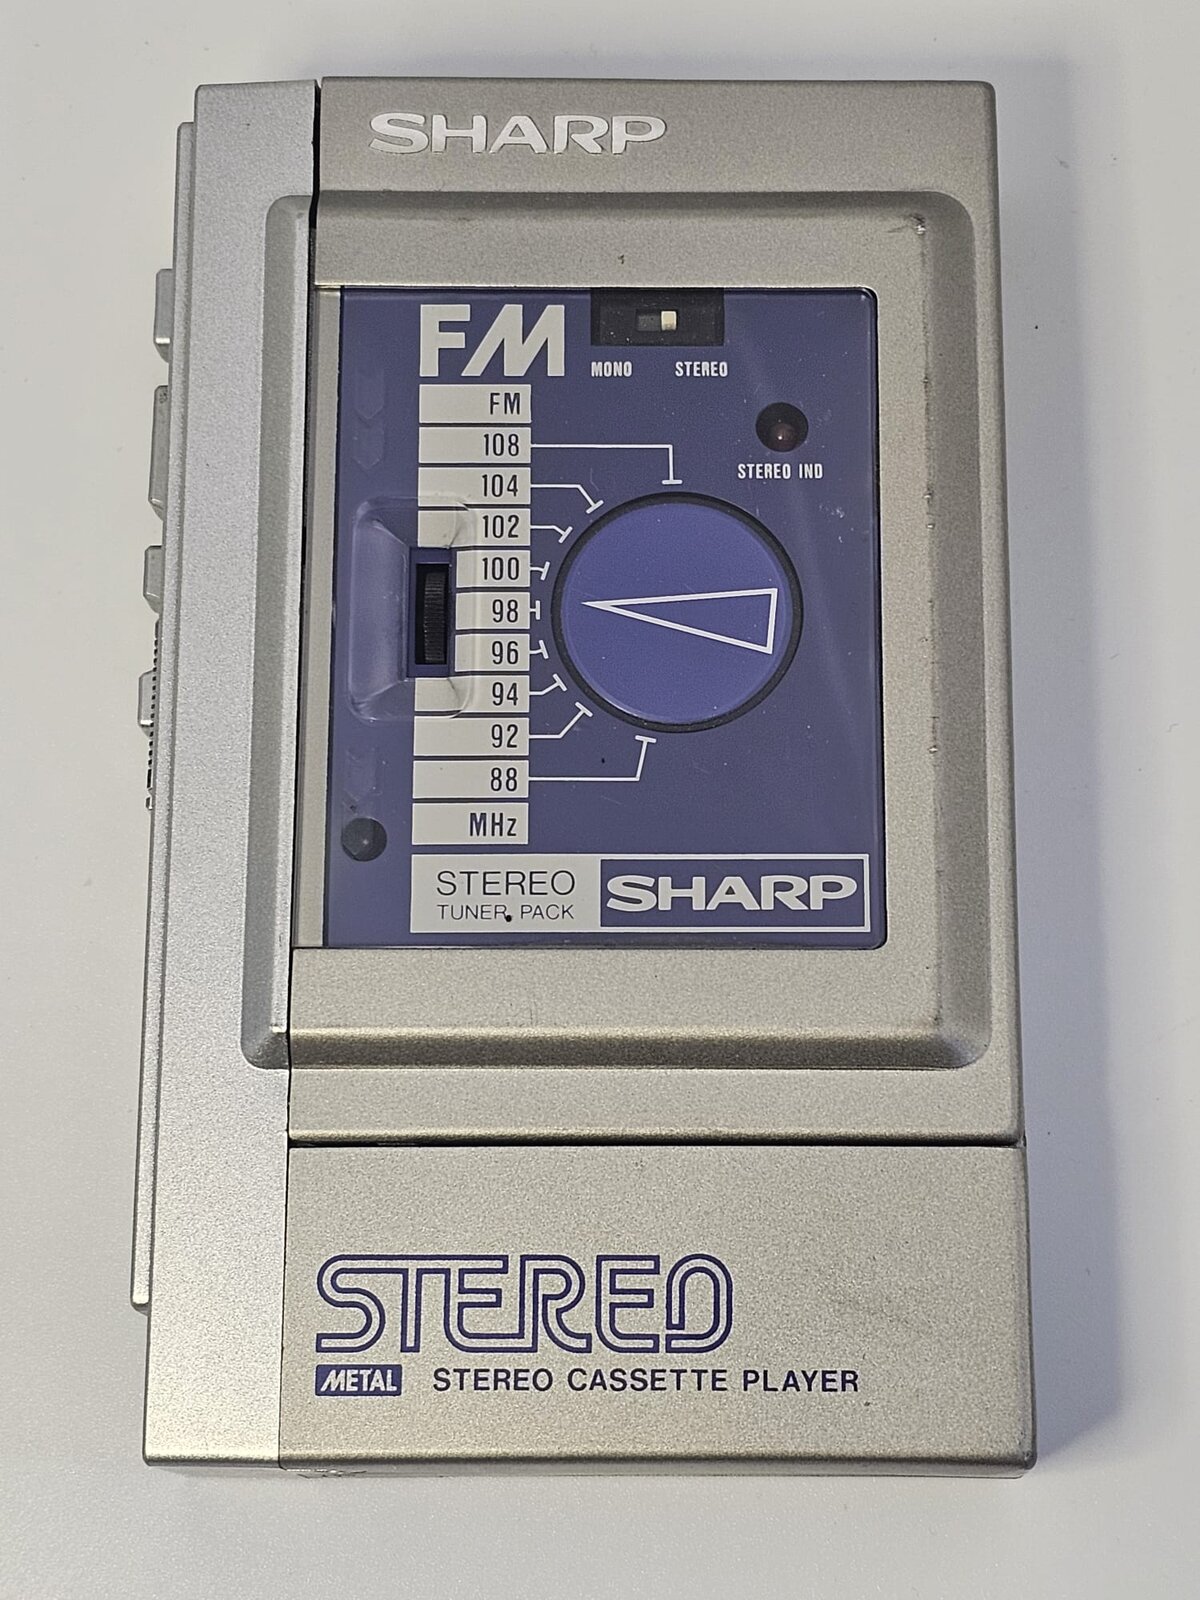 SHARP
FM
MONO STEREO
FM
108
STEREO IND
104
102
100
98
96
94
92
88
MHz
STEREO
TUNER PACK
SHARP
STEREO
METAL STEREO CASSETTE PLAYER